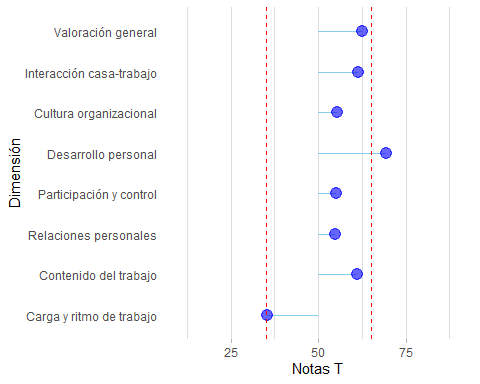 Valoración general
Interacción casa-trabajo
Cultura organizacional
Desarrollo personal
Participación y control
Relaciones personales
Contenido del trabajo
Carga y ritmo de trabajo
Dimensión
25 50 75
Notas T